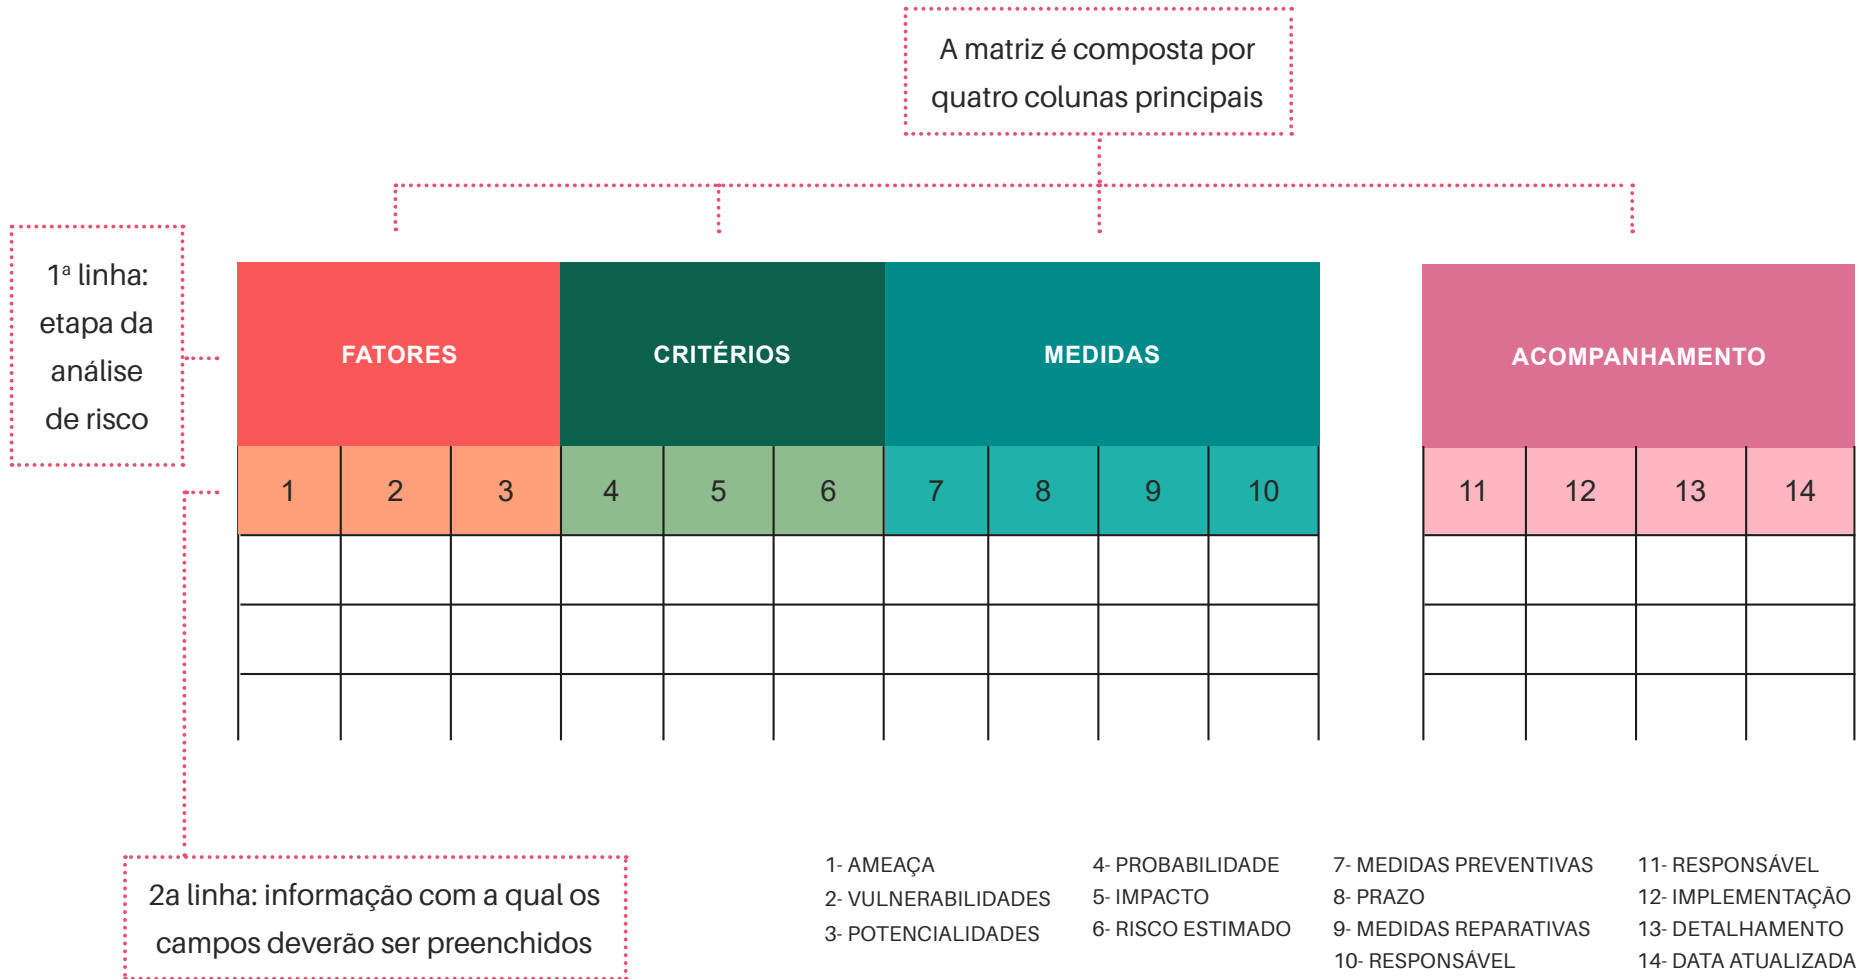 A matriz é composta por
quatro colunas principais
1ª linha:
etapa da
análise
de risco
FATORES
CRITÉRIOS
MEDIDAS
ACOMPANHAMENTO
1 2 3 4 5 6 7 8 9 10 11 12 13 14
2a linha: informação com a qual os
campos deverão ser preenchidos
1- AMEAÇA
2- VULNERABILIDADES
3- POTENCIALIDADES
4- PROBABILIDADE
5- IMPACTO
6- RISCO ESTIMADO
7- MEDIDAS PREVENTIVAS
8- PRAZO
9- MEDIDAS REPARATIVAS
10- RESPONSÁVEL
11- RESPONSÁVEL
12- IMPLEMENTAÇÃO
13- DETALHAMENTO
14- DATA ATUALIZADA